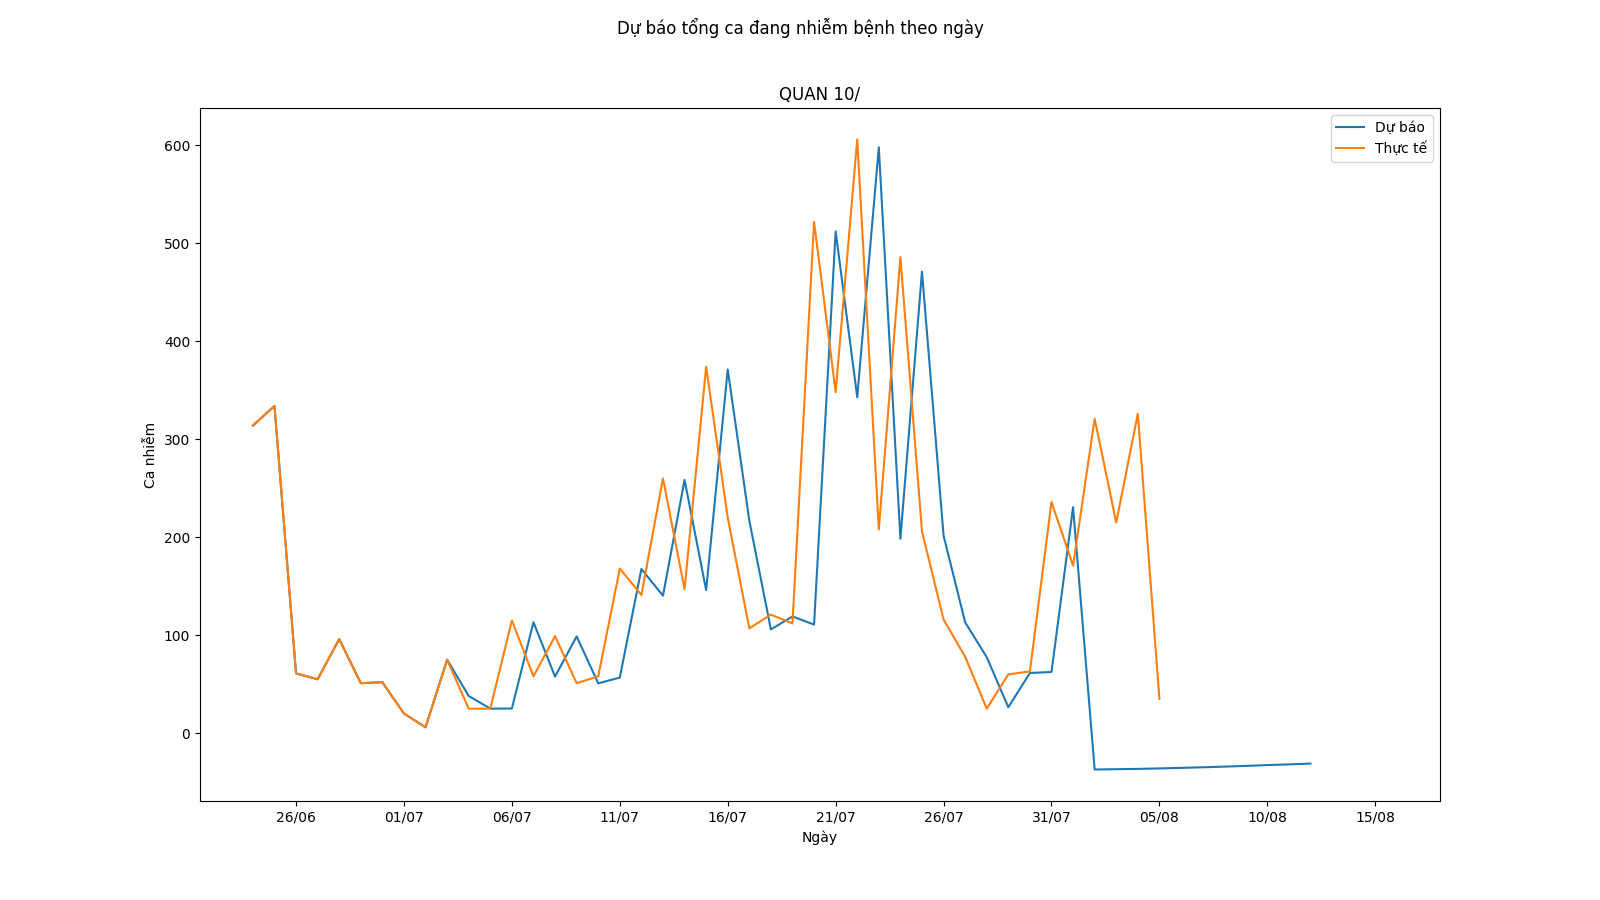 Dự báo tổng ca đang nhiễm bệnh theo ngày
QUAN 10/
Dự báo
Thực tế
600
500
400
300
200
100
0
Ca nhiễm
26/06 01/07 06/07 11/07 16/07 21/07 26/07 31/07 05/08 10/08 15/08
Ngày